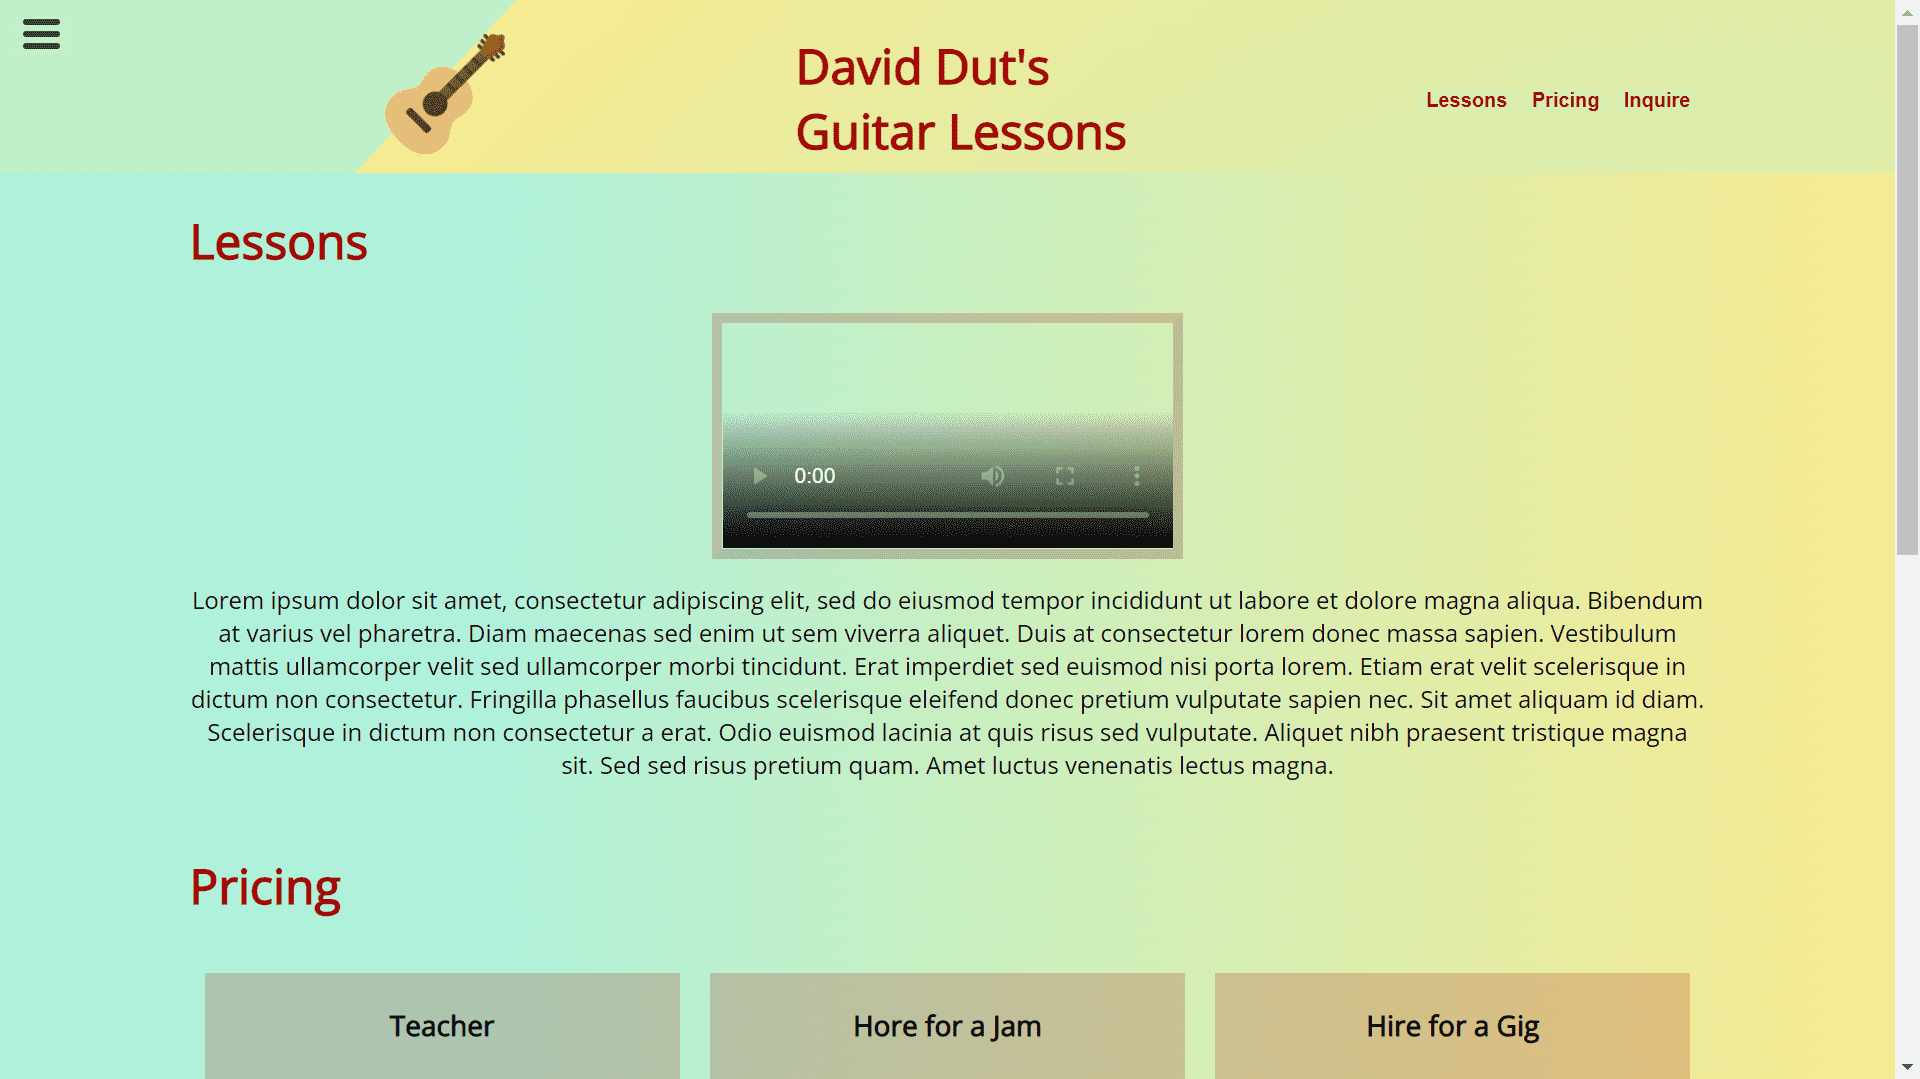 David Dut's
Guitar Lessons
Lessons Pricing Inquire
Lessons
0:00
Lorem ipsum dolor sit amet, consectetur adipiscing elit, sed do eiusmod tempor incididunt ut labore et dolore magna aliqua. Bibendum
at varius vel pharetra. Diam maecenas sed enim ut sem viverra aliquet. Duis at consectetur lorem donec massa sapien. Vestibulum
mattis ullamcorper velit sed ullamcorper morbi tincidunt. Erat imperdiet sed euismod nisi porta lorem. Etiam erat velit scelerisque in
dictum non consectetur. Fringilla phasellus faucibus scelerisque eleifend donec pretium vulputate sapien nec. Sit amet aliquam id diam.
Scelerisque in dictum non consectetur a erat. Odio euismod lacinia at quis risus sed vulputate. Aliquet nibh praesent tristique magna
sit. Sed sed risus pretium quam. Amet luctus venenatis lectus magna.
Pricing
Teacher
Hore for a Jam
Hire for a Gig